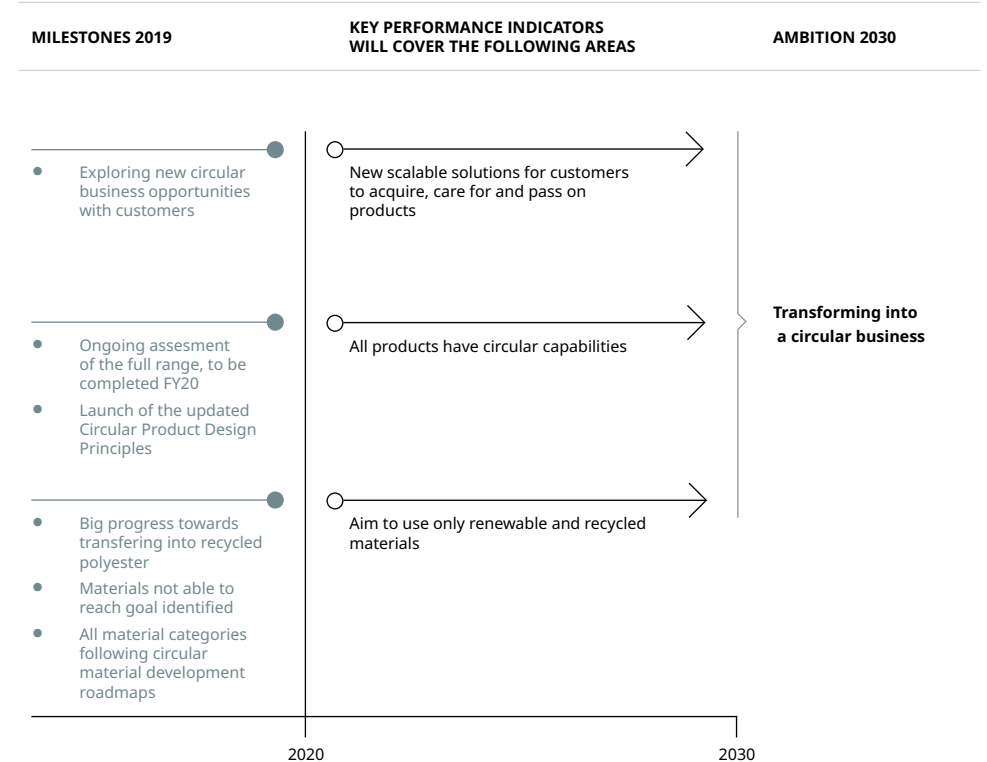 MILESTONES 2019
KEY PERFORMANCE INDICATORS
WILL COVER THE FOLLOWING AREAS
AMBITION 2030
Exploring new circular
business opportunities
with customers
New scalable solutions for customers
to acquire, care for and pass on
products
Ongoing assesment
of the full range, to be
completed FY20
Launch of the updated
Circular Product Design
Principles
All products have circular capabilities
Transforming into
a circular business
Big progress towards
transfering into recycled
polyester
Materials not able to
reach goal identified
All material categories
following circular
material development
roadmaps
Aim to use only renewable and recycled
materials
2020
2030